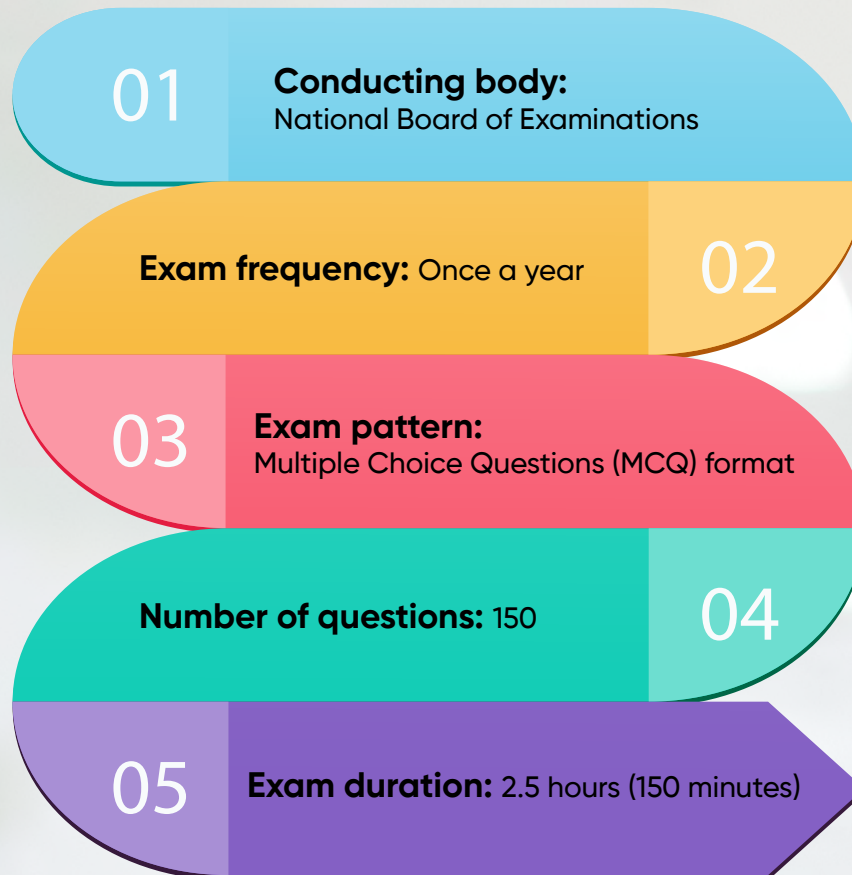 01
Conducting body:
National Board of Examinations
Exam frequency: Once a year
02
03
Exam pattern:
Multiple Choice Questions (MCQ) format
Number of questions: 150
04
05
Exam duration: 2.5 hours (150 minutes)